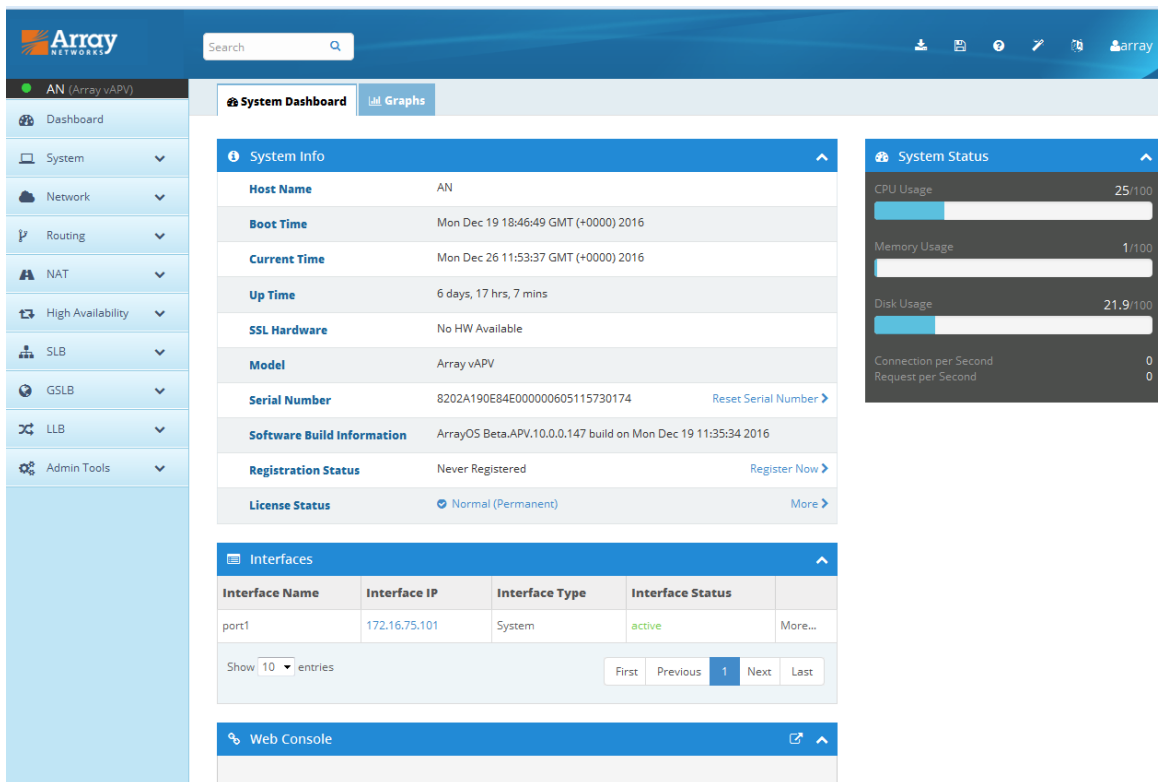 Array
NETWORKS
Search
array
AN (Array vAPV)
Dashboard
System
Network
Routing
NAT
High Availability
SLB
GSLB
LLB
Admin Tools
System Dashboard
Graphs
System Info
Host Name AN
Boot Time Mon Dec 19 18:46:49 GMT (+0000) 2016
Current Time Mon Dec 26 11:53:37 GMT (+0000) 2016
Up Time 6 days, 17 hrs, 7 mins
SSL Hardware No HW Available
Model Array vAPV
Serial Number 8202A190E84E000000605115730174 Reset Serial Number
Software Build Information ArrayOS Beta.APV.10.0.0.147 build on Mon Dec 19 11:35:34 2016
Registration Status Never Registered Register Now
License Status Normal (Permanent) More
Interfaces
Interface Name Interface IP Interface Type Interface Status
port1 172.16.75.101 System active More...
Show 10 entries First Previous 1 Next Last
Web Console
System Status
CPU Usage 25/100
Memory Usage 1/100
Disk Usage 21.9/100
Connection per Second 0
Request per Second 0